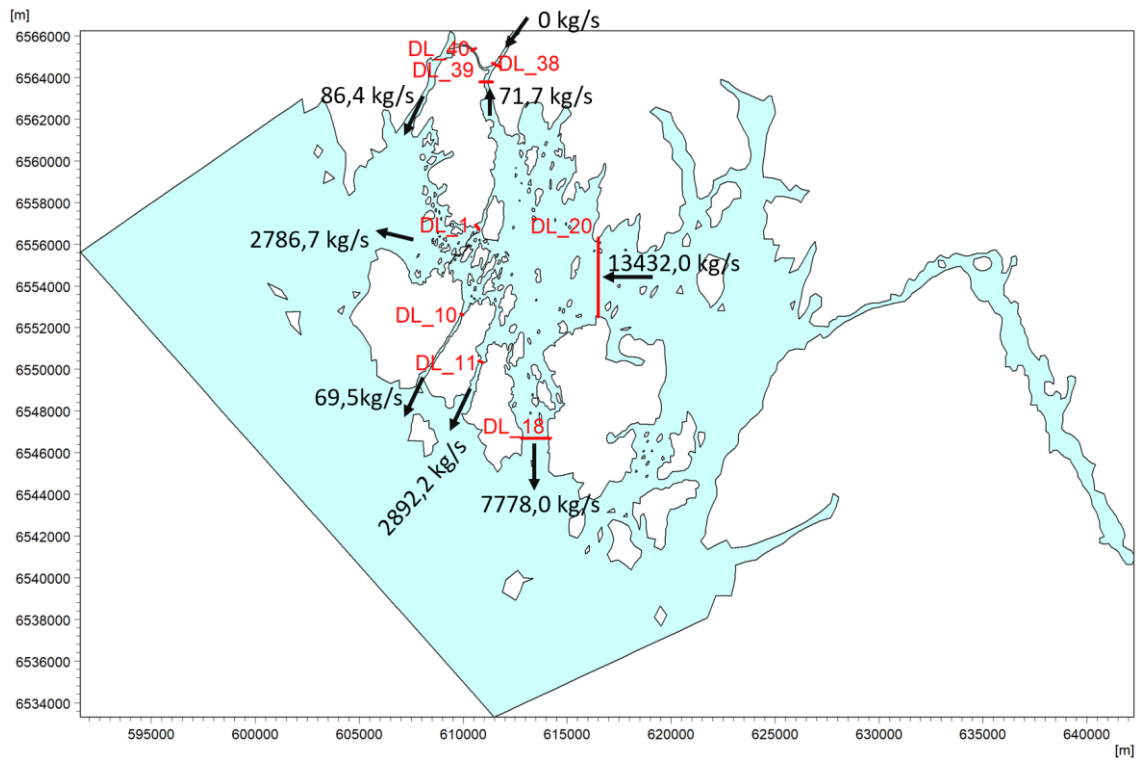 [m]
0 kg/s
6566000
DL_40
DL_38
DL_39
6564000
86,4 kg/s
71,7 kg/s
6562000
6560000
6558000
DL_1
DL_20
2786,7 kg/s
6556000
13432,0 kg/s
6554000
DL_10
6552000
DL_11
6550000
69,5kg/s
6548000
DL_18
2892,2 kg/s
6546000
7778,0 kg/s
6544000
6542000
6540000
6538000
6536000
6534000
595000 600000 605000 610000 615000 620000 625000 630000 635000 640000
[m]